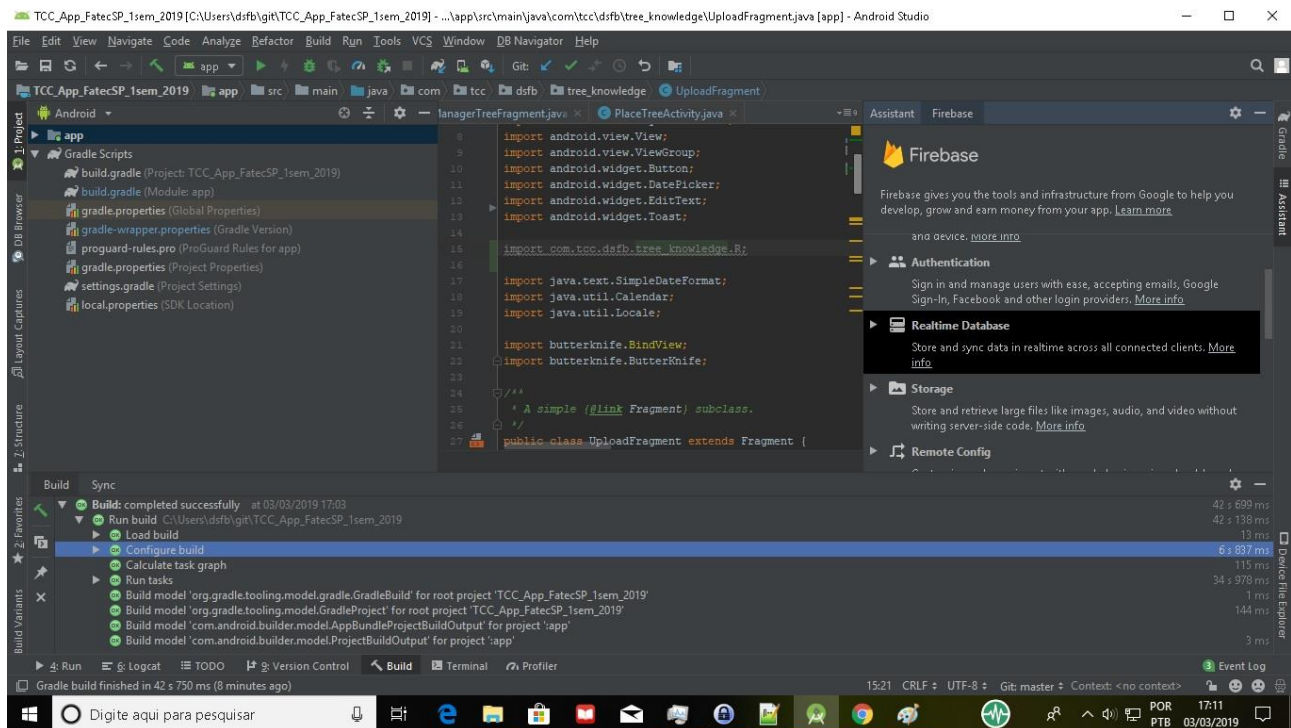 TCC_App_FatecSP_1sem_2019 [C:\Users\dsfb\git\TCC_App_FatecSP_1sem_2019] - ...\app\src\main\java\com\tcc\dsfb\tree_knowledge\UploadFragment.java [app] - Android Studio
File Edit View Navigate Code Analyze Refactor Build Run Tools VCS Window DB Navigator Help
app Git:
TCC_App_FatecSP_1sem_2019 app src main java com tcc dsfb tree_knowledge UploadFragment
Android
ManagerTreeFragment.java PlaceTreeActivity.java
Assistant Firebase
1: Project
DB Browser
Layout Captures
7: Structure
2: Favorites
Build Variants
app
Gradle Scripts
build.gradle (Project: TCC_App_FatecSP_1sem_2019)
build.gradle (Module: app)
gradle.properties (Global Properties)
gradle-wrapper.properties (Gradle Version)
proguard-rules.pro (ProGuard Rules for app)
gradle.properties (Project Properties)
settings.gradle (Project Settings)
local.properties (SDK Location)
8 import android.view.View;
9 import android.view.ViewGroup;
10 import android.widget.Button;
11 import android.widget.DatePicker;
12 import android.widget.EditText;
13 import android.widget.Toast;
14
15 import com.tcc.dsfb.tree_knowledge.R;
16
17 import java.text.SimpleDateFormat;
18 import java.util.Calendar;
19 import java.util.Locale;
20
21 import butterknife.BindView;
22 import butterknife.ButterKnife;
23
24 /**
25 * A simple {@link Fragment} subclass.
26 */
27 public class UploadFragment extends Fragment {
Firebase
Firebase gives you the tools and infrastructure from Google to help you
develop, grow and earn money from your app. Learn more
and device. More info
Authentication
Sign in and manage users with ease, accepting emails, Google
Sign-In, Facebook and other login providers. More info
Realtime Database
Store and sync data in realtime across all connected clients. More
info
Storage
Store and retrieve large files like images, audio, and video without
writing server-side code. More info
Remote Config
Gradle
Assistant
Device File Explorer
Build Sync
Build: completed successfully at 03/03/2019 17:03 42 s 699 ms
Run build C:\Users\dsfb\git\TCC_App_FatecSP_1sem_2019 42 s 138 ms
Load build 13 ms
Configure build 6 s 837 ms
Calculate task graph 115 ms
Run tasks 34 s 978 ms
Build model 'org.gradle.tooling.model.gradle.GradleBuild' for root project 'TCC_App_FatecSP_1sem_2019' 1 ms
Build model 'org.gradle.tooling.model.GradleProject' for root project 'TCC_App_FatecSP_1sem_2019' 144 ms
Build model 'com.android.builder.model.AppBundleProjectBuildOutput' for project ':app'
Build model 'com.android.builder.model.ProjectBuildOutput' for project ':app' 3 ms
4: Run 6: Logcat TODO 9: Version Control Build Terminal Profiler 3 Event Log
Gradle build finished in 42 s 750 ms (8 minutes ago) 15:21 CRLF UTF-8 Git: master Context: <no context>
Digite aqui para pesquisar
POR 17:11
PTB 03/03/2019